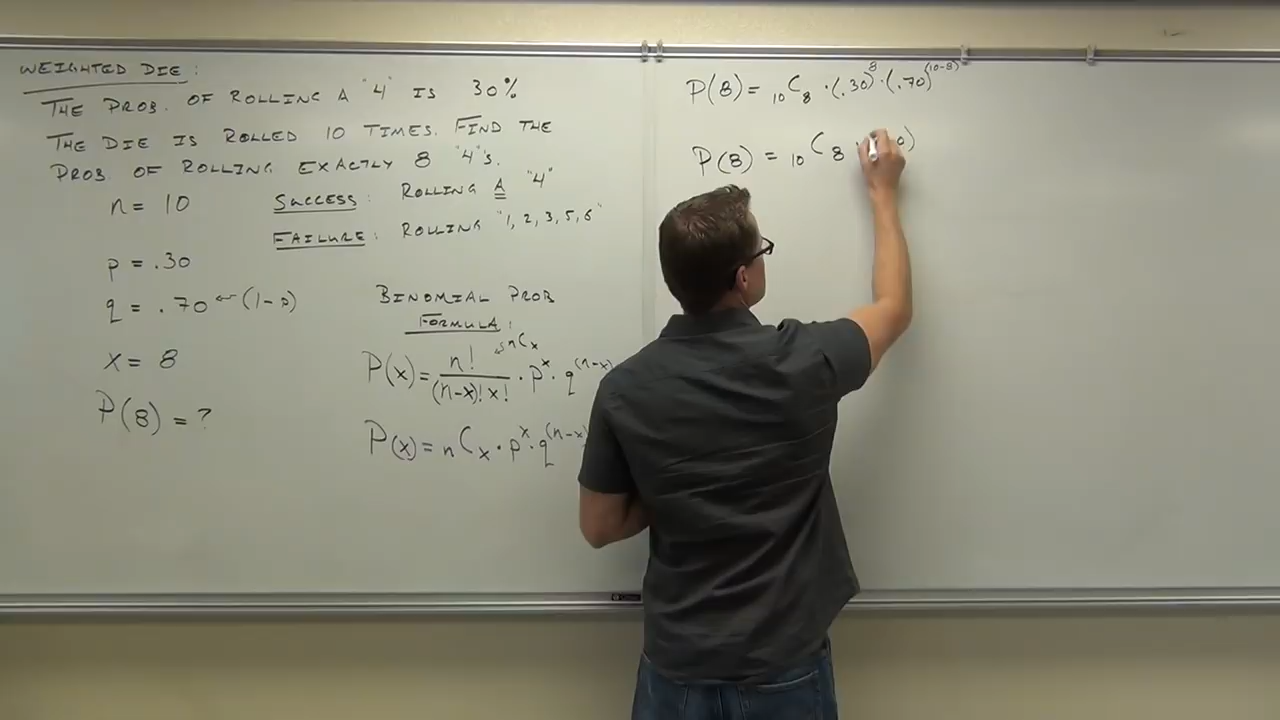 WEIGHTED DIE:
THE PROB. OF ROLLING A "4" IS 30%
THE DIE IS ROLLED 10 TIMES. FIND THE
PROB OF ROLLING EXACTLY 8 "4"s.
n = 10
SUCCESS: ROLLING A "4"
FAILURE: ROLLING "1, 2, 3, 5, 6"
p = .30
q = .70 ← (1-p)
x = 8
P(8) = ?
BINOMIAL PROB
FORMULA:
P(x) = n! / (n-x)! x! · p^x · q^(n-x)
nCx
P(x) = nCx · p^x · q^(n-x)
P(8) = 10C8 · (.30)^8 · (.70)^(10-8)
P(8) = 10C8 ·